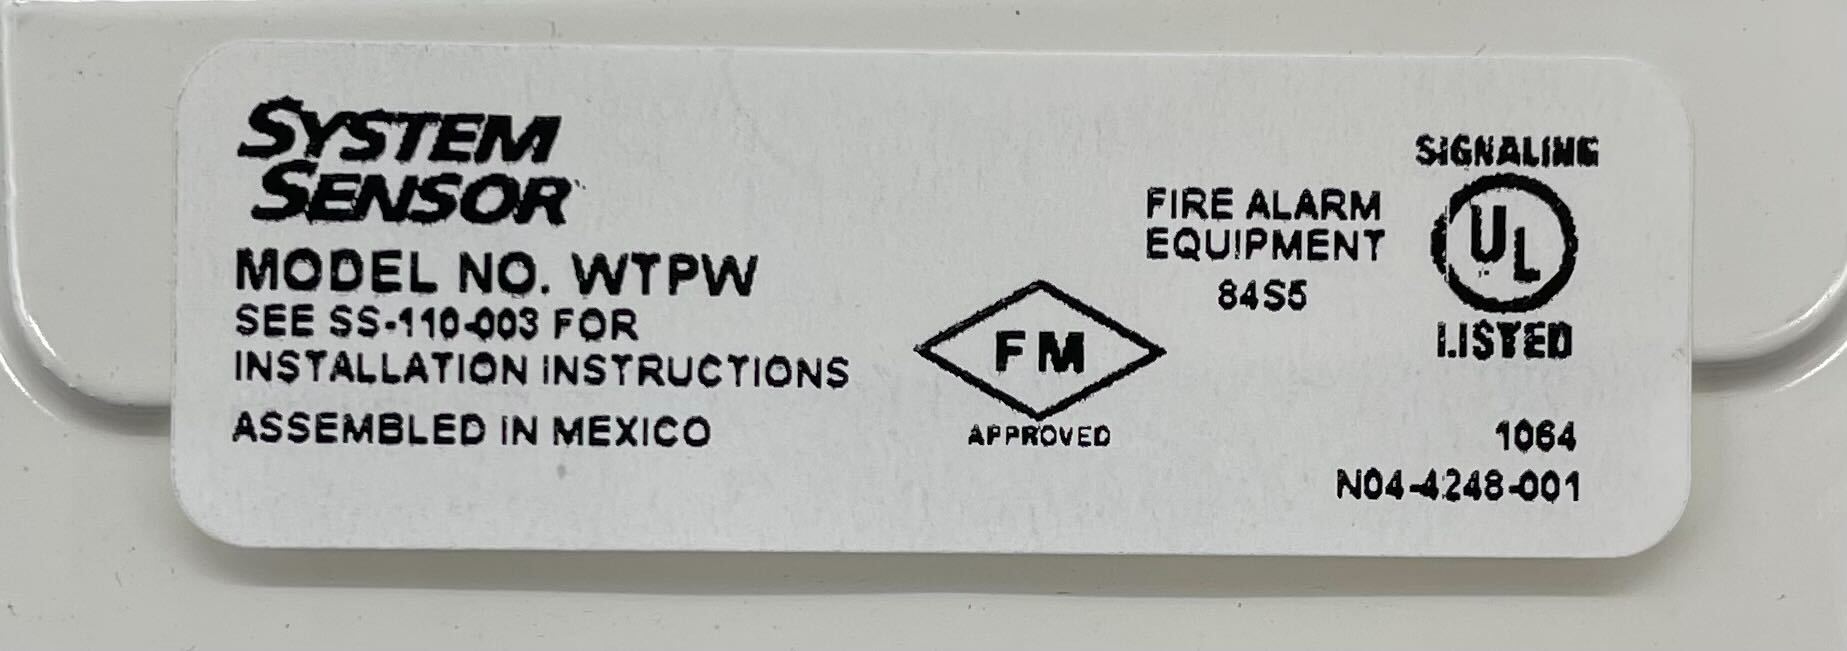 SYSTEM
SENSOR
MODEL NO. WTPW
SEE SS-110-003 FOR
INSTALLATION INSTRUCTIONS
ASSEMBLED IN MEXICO
FM
APPROVED
FIRE ALARM
EQUIPMENT
84S5
SIGNALING
UL
LISTED
1064
N04-4248-001